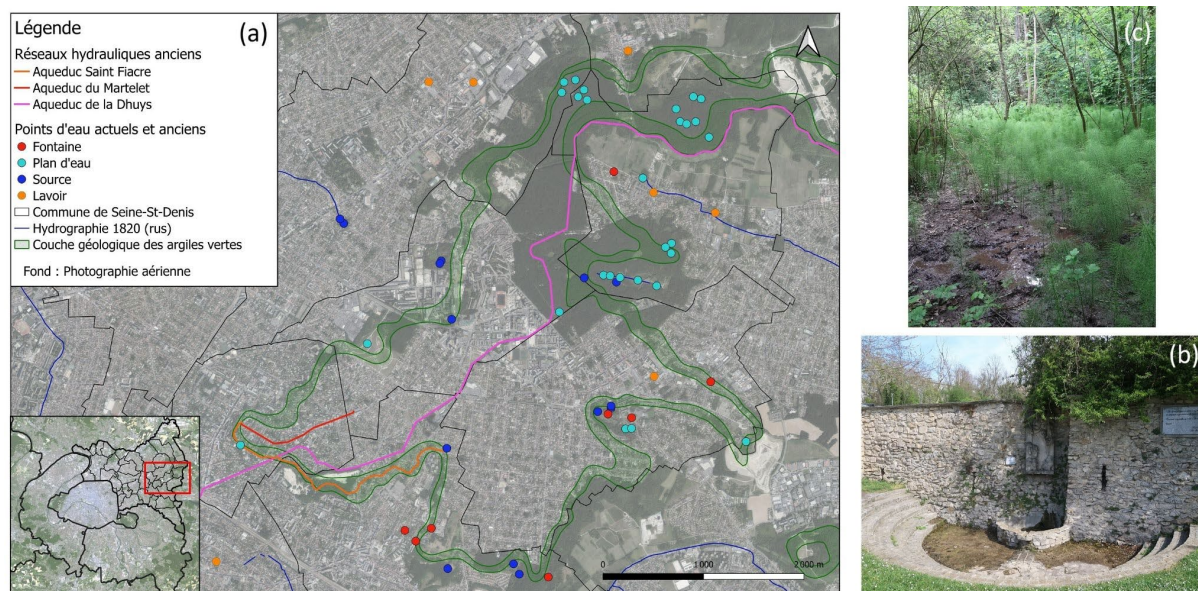 Légende
(a)
Réseaux hydrauliques anciens
Aqueduc Saint Fiacre
Aqueduc du Martelet
Aqueduc de la Dhuys
Points d'eau actuels et anciens
Fontaine
Plan d'eau
Source
Lavoir
Commune de Seine-St-Denis
Hydrographie 1820 (rus)
Couche géologique des argiles vertes
Fond : Photographie aérienne
0
1 000
2 000 m
(c)
(b)